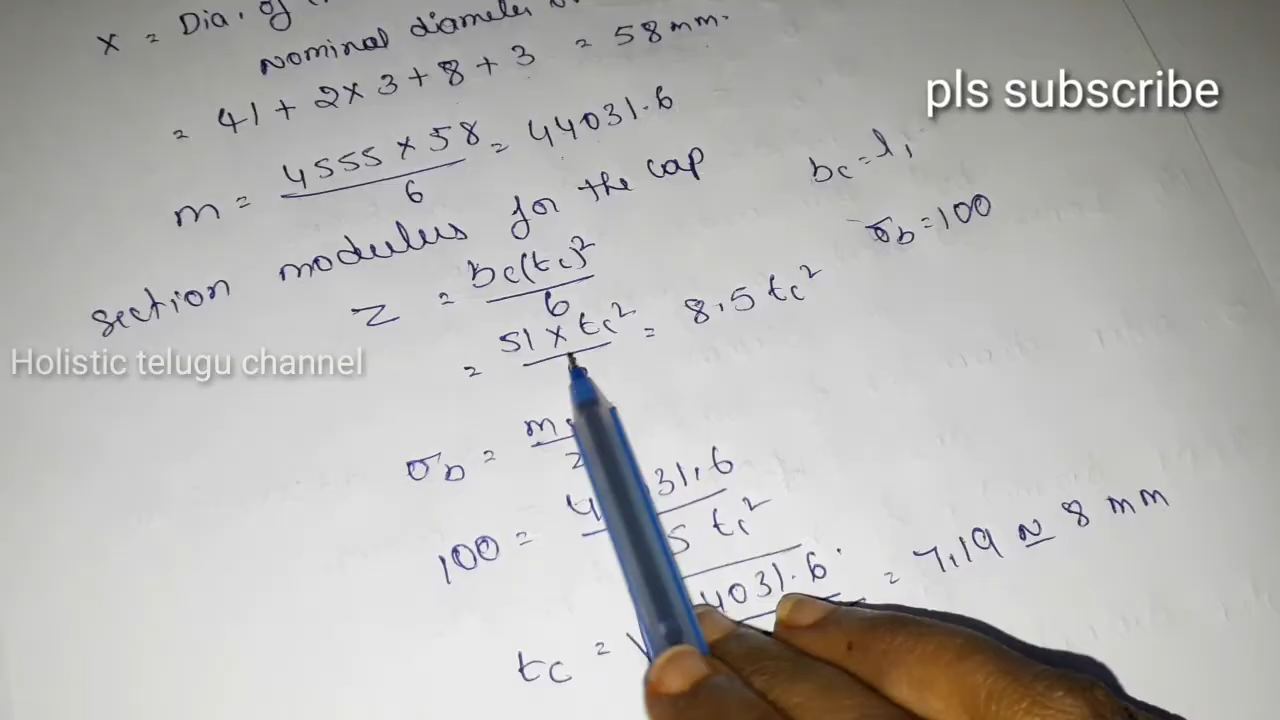 x = Dia. of
nominal diameter
= 41 + 2x 3 + 8 + 3 = 58 mm.
pls subscribe
m = 4555 x 58 / 6 = 44031.6
section modulus for the cap
bc = l1
σb = 100
Z = bc(tc)² / 6
= 51 x tc² = 8.5 tc²
Holistic telugu channel
σb = m
100 = 4 31.6
5 tc²
tc = √ 4031.6 = 7.19 ≈ 8 mm